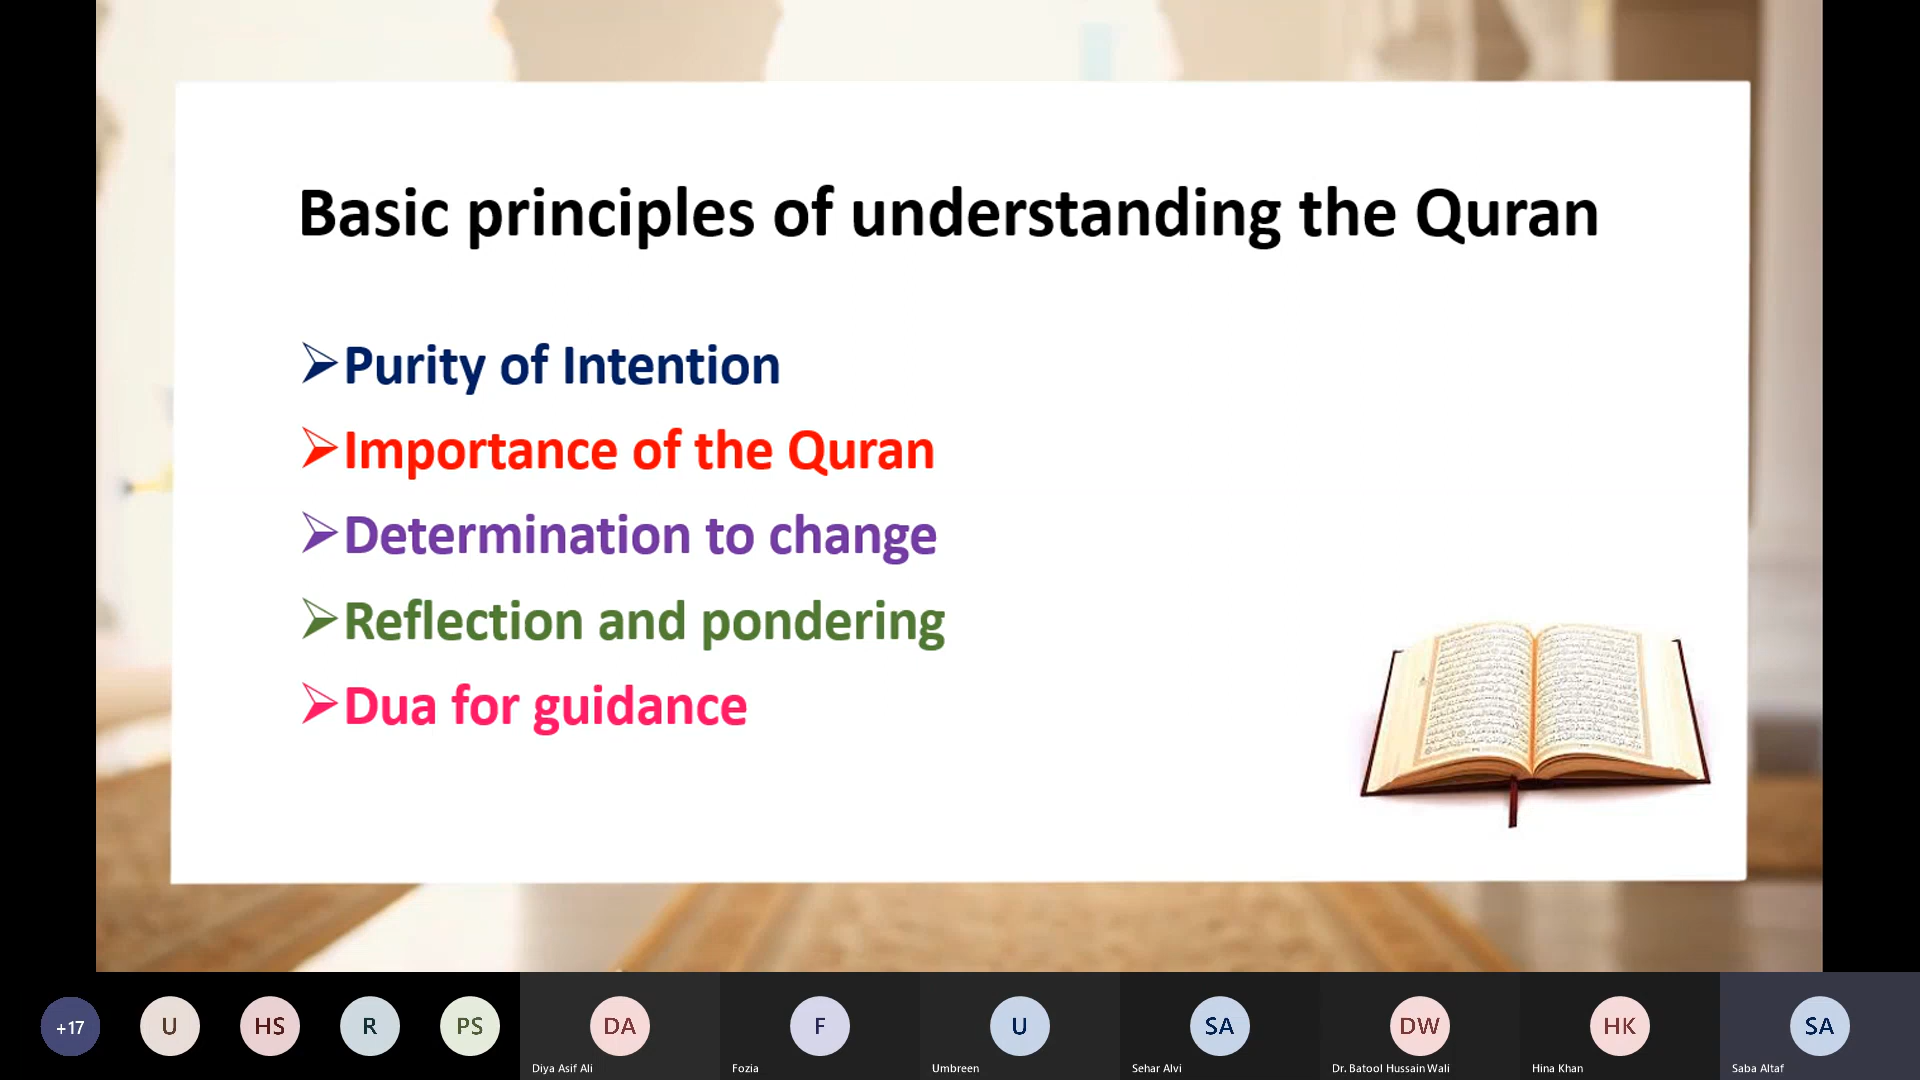 Basic principles of understanding the Quran
➢Purity of Intention
➢Importance of the Quran
➢Determination to change
➢Reflection and pondering
➢Dua for guidance
+17
U
HS
R
PS
DA
F
U
SA
DW
HK
SA
Diya Asif Ali
Fozia
Umbreen
Sehar Alvi
Dr. Batool Hussain Wali
Hina Khan
Saba Altaf